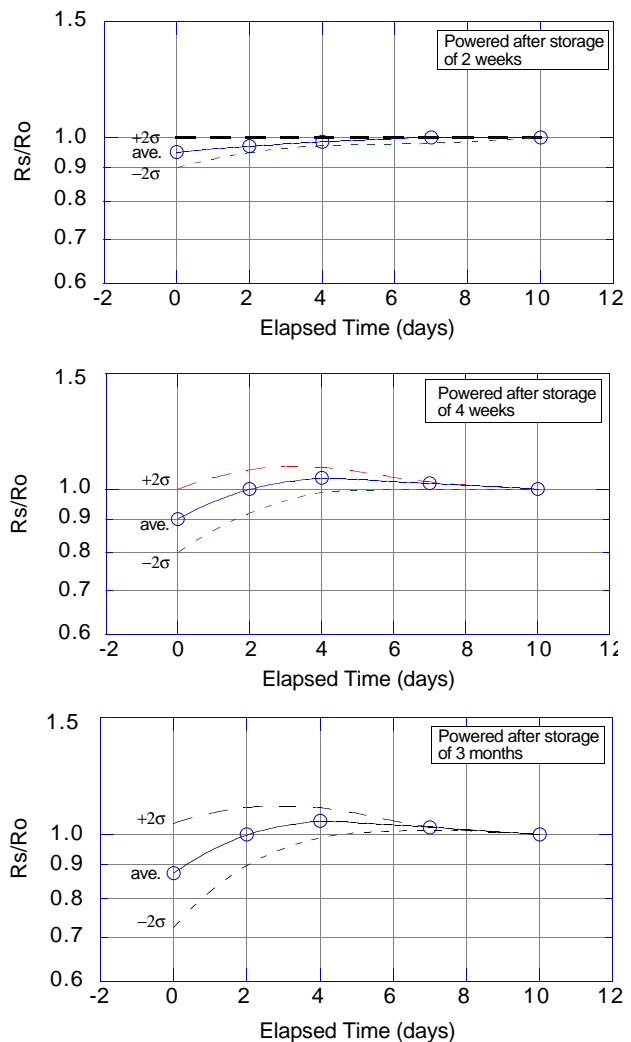 1.5
Powered after storage
of 2 weeks
Rs/Ro
+2σ
1.0
ave.
0.9
−2σ
0.8
0.7
0.6
-2 0 2 4 6 8 10 12
Elapsed Time (days)
1.5
Powered after storage
of 4 weeks
Rs/Ro
+2σ
1.0
0.9
ave.
−2σ
0.8
0.7
0.6
-2 0 2 4 6 8 10
Elapsed Time (days)
1.5
Powered after storage
of 3 months
Rs/Ro
+2σ
1.0
0.9
ave.
0.8
−2σ
0.7
0.6
-2 0 2 4 6 8 10 12
Elapsed Time (days)